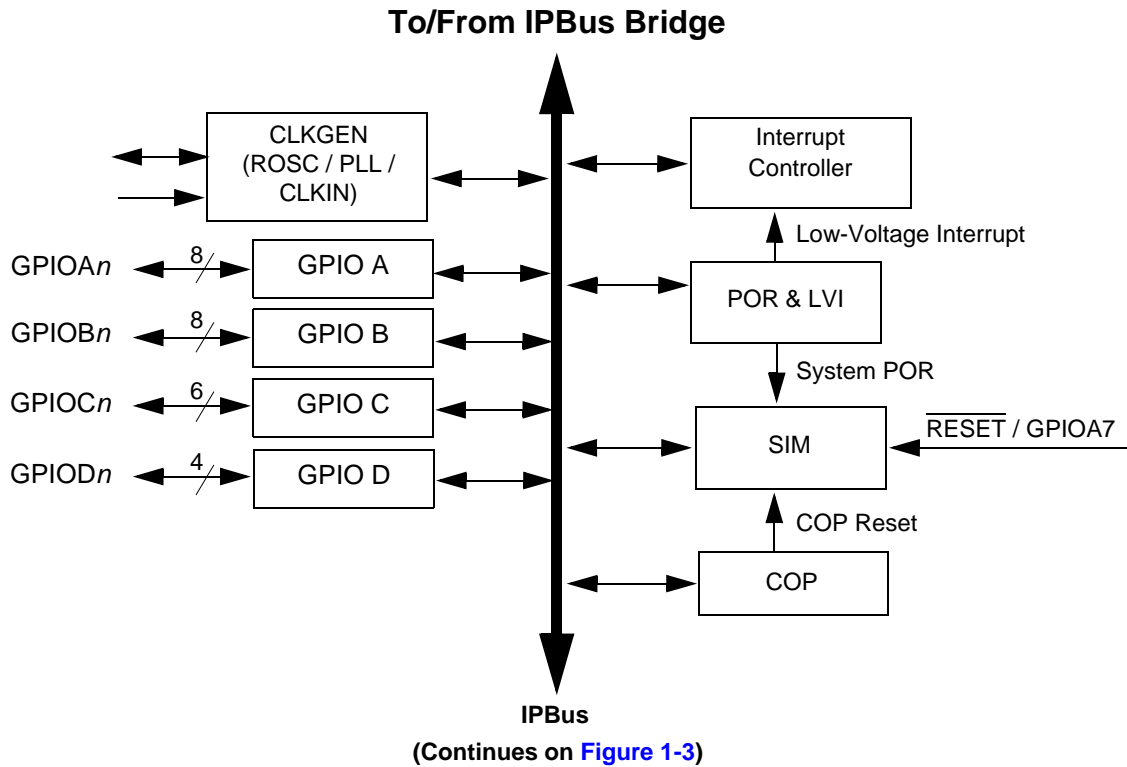 To/From IPBus Bridge
CLKGEN
(ROSC / PLL /
CLKIN)
GPIOAn
8
GPIO A
GPIOBn
8
GPIO B
GPIOCn
6
GPIO C
GPIODn
4
GPIO D
Interrupt
Controller
Low-Voltage Interrupt
POR & LVI
System POR
SIM
RESET / GPIOA7
COP Reset
COP
IPBus
(Continues on Figure 1-3)